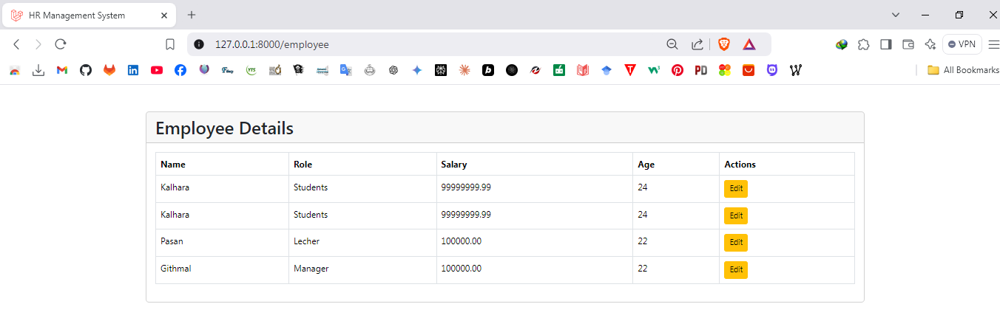 HR Management System
127.0.0.1:8000/employee
VPN
All Bookmarks
Employee Details
Name Role Salary Age Actions
Kalhara Students 99999999.99 24 Edit
Kalhara Students 99999999.99 24 Edit
Pasan Lecher 100000.00 22 Edit
Githmal Manager 100000.00 22 Edit